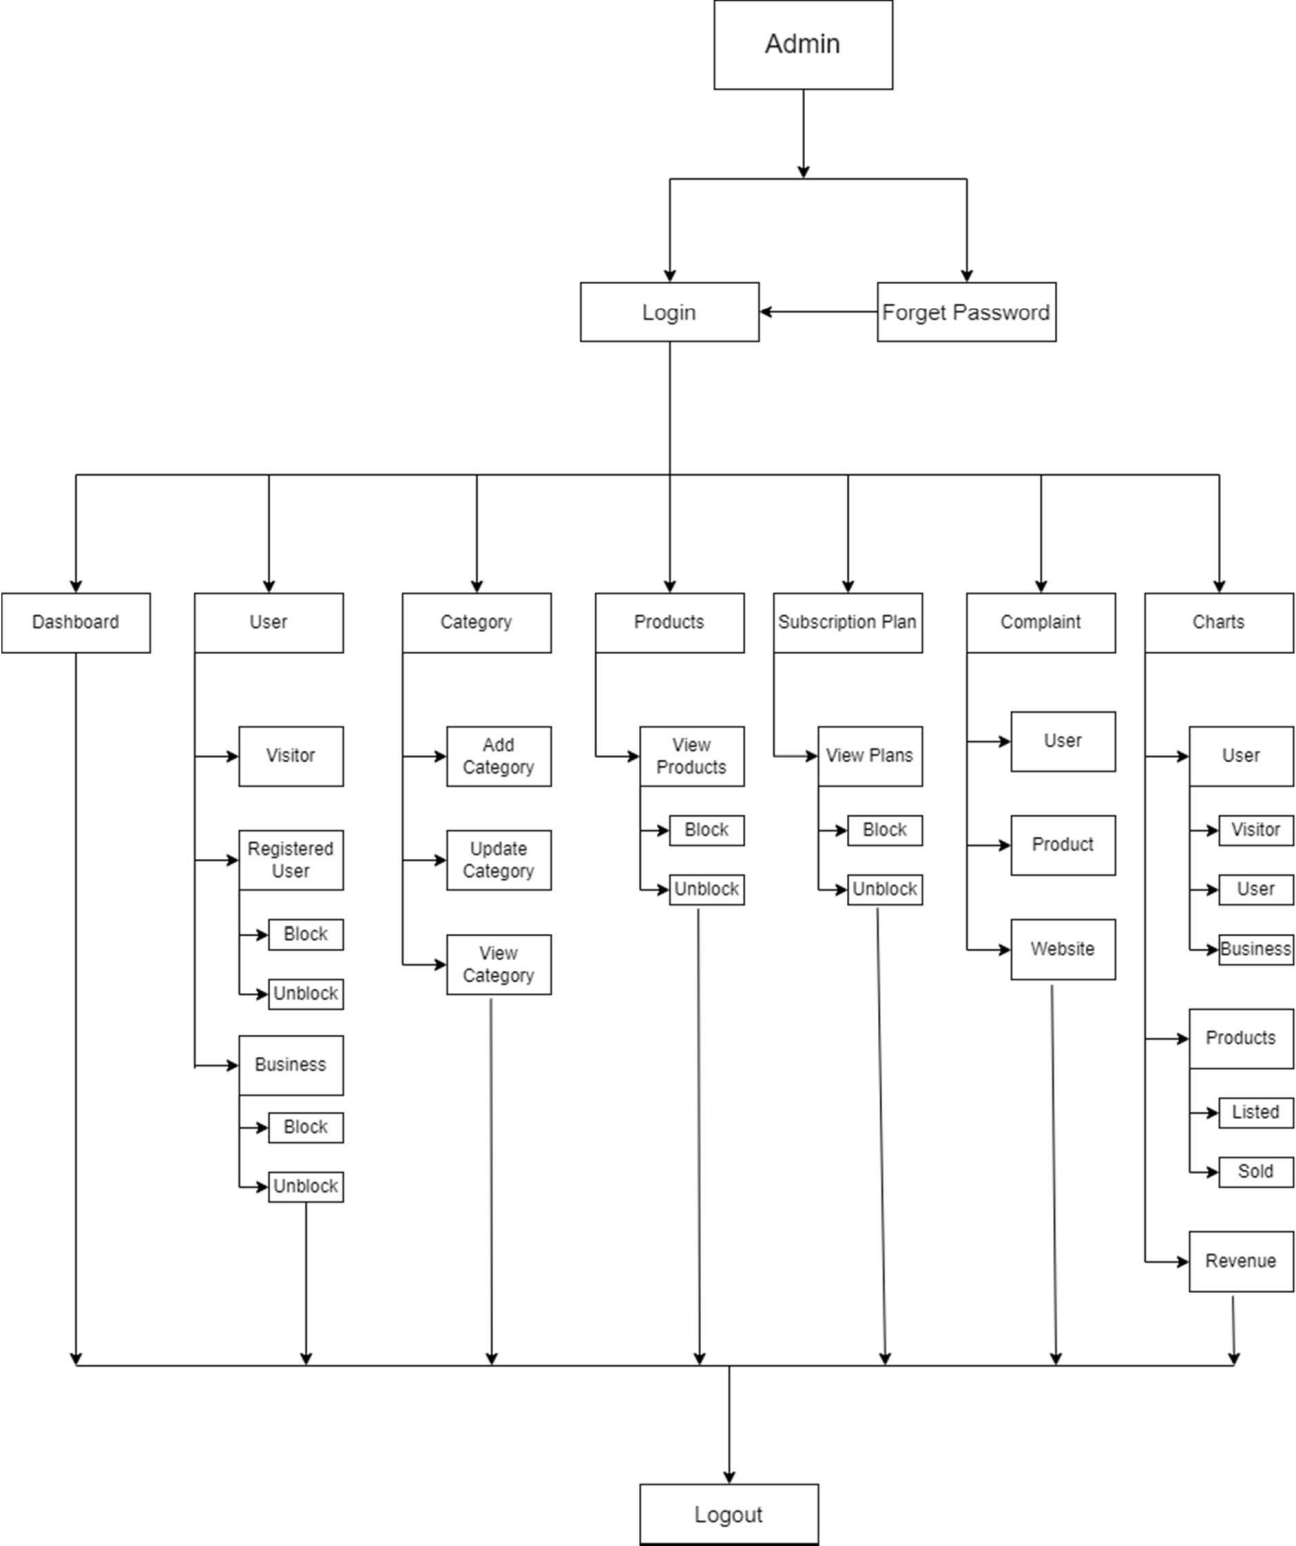 Admin
Login
Forget Password
Dashboard
User
Category
Products
Subscription Plan
Complaint
Charts
Visitor
Registered
User
Block
Unblock
Business
Block
Unblock
Add
Category
Update
Category
View
Category
View
Products
Block
Unblock
View Plans
Block
Unblock
User
Product
Website
User
Visitor
User
Business
Products
Listed
Sold
Revenue
Logout